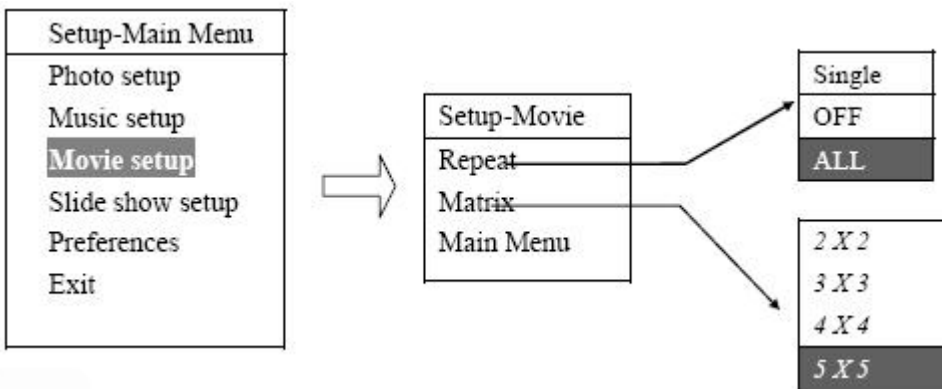 Setup-Main Menu
Photo setup
Music setup
Movie setup
Slide show setup
Preferences
Exit
Setup-Movie
Repeat
Matrix
Main Menu
Single
OFF
ALL
2 X 2
3 X 3
4 X 4
5 X 5